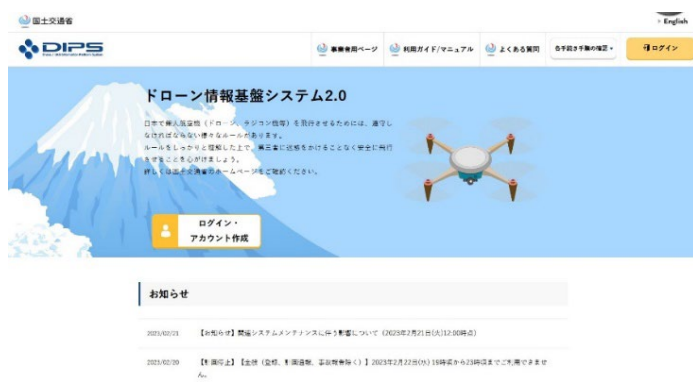 国土交通省
English
DIPS
事業者用ページ
利用ガイド/マニュアル
よくある質問
各手続き手順の確認
ログイン
ドローン情報基盤システム2.0
日本で無人航空機（ドローン、ラジコン機等）を飛行させるためには、遵守し
なければならない様々なルールがあります。
ルールをしっかりと理解した上で、第三者に迷惑をかけることなく安全に飛行
させることを心がけましょう。
詳しくは国土交通省のホームページをご確認ください。
ログイン・
アカウント作成
お知らせ
2023/02/21 【お知らせ】関連システムメンテナンスに伴う影響について（2023年2月21日(火)12:00時点）
2023/02/20 【計画停止】【全般（登録、計画通報、事故報告除く）】2023年2月22日(水) 19時頃から23時頃までご利用できませ
ん。